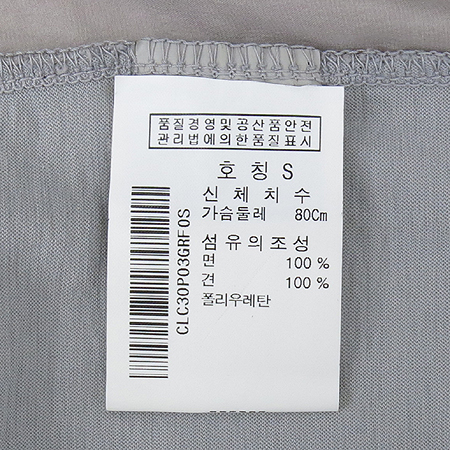 품질경영및공산품안전
관리법에의한품질표시
호 칭 S
신 체 치 수
가슴둘레 80Cm
섬유의조성
면 100 %
견 100 %
폴리우레탄
CLC30P03GRF0S